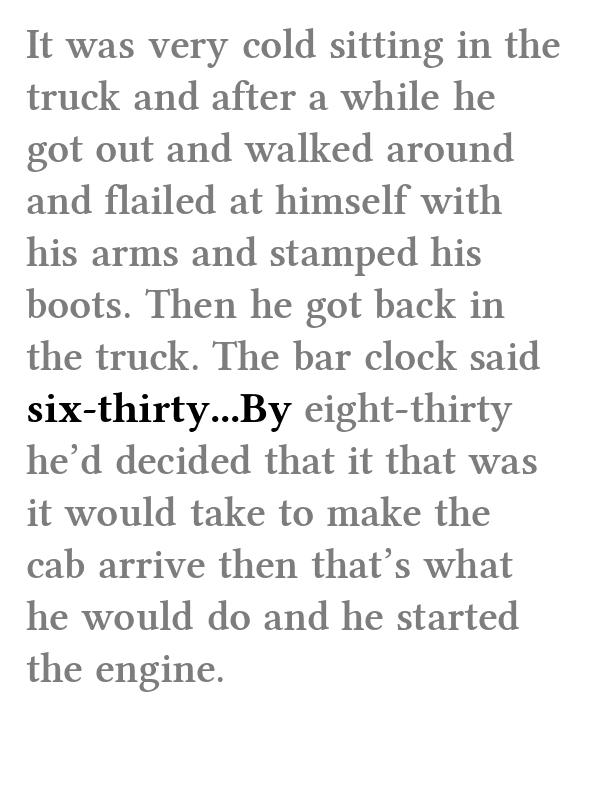 It was very cold sitting in the
truck and after a while he
got out and walked around
and flailed at himself with
his arms and stamped his
boots. Then he got back in
the truck. The bar clock said
six-thirty...By eight-thirty
he’d decided that it that was
it would take to make the
cab arrive then that’s what
he would do and he started
the engine.